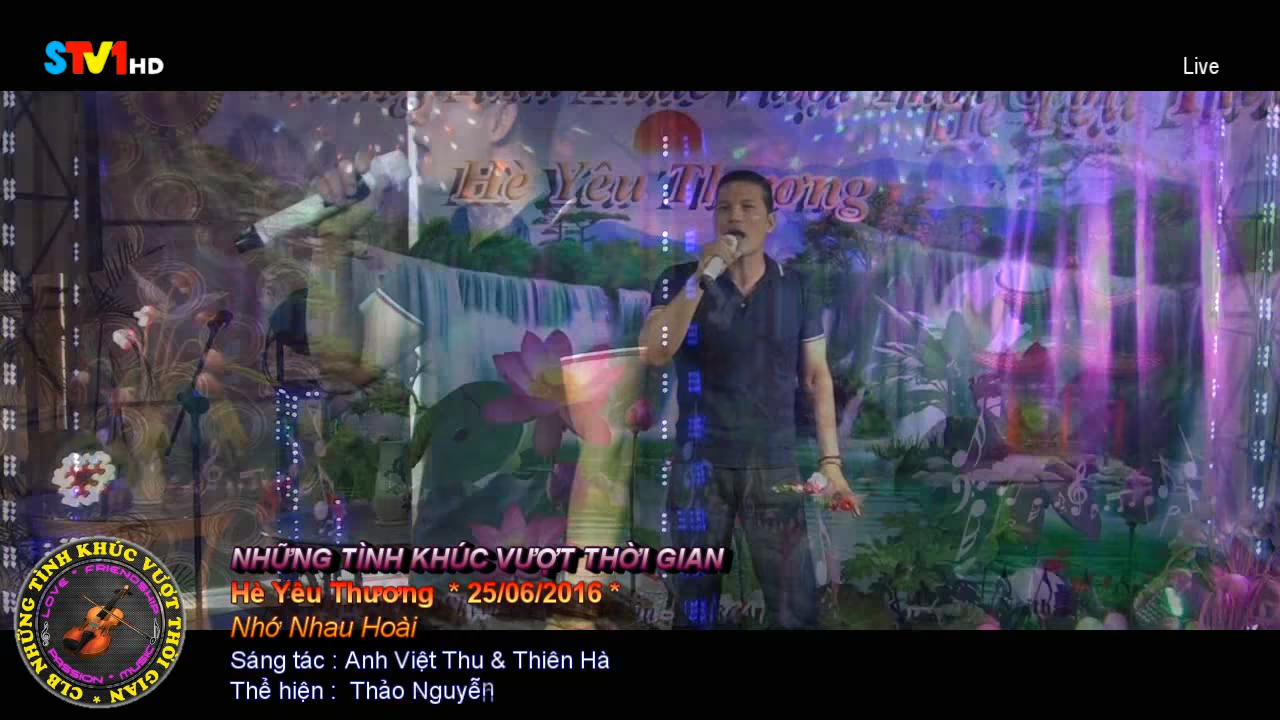 STV1 HD
Live
Hè Yêu Thương
NHỮNG TÌNH KHÚC VƯỢT THỜI GIAN
Hè Yêu Thương * 25/06/2016 *
Nhớ Nhau Hoài
Sáng tác : Anh Việt Thu & Thiên Hà
Thể hiện : Thảo Nguyễn
CLB NHỮNG TÌNH KHÚC VƯỢT THỜI GIAN *
LOVE * FRIENDSHIP
PASSION * MUSIC